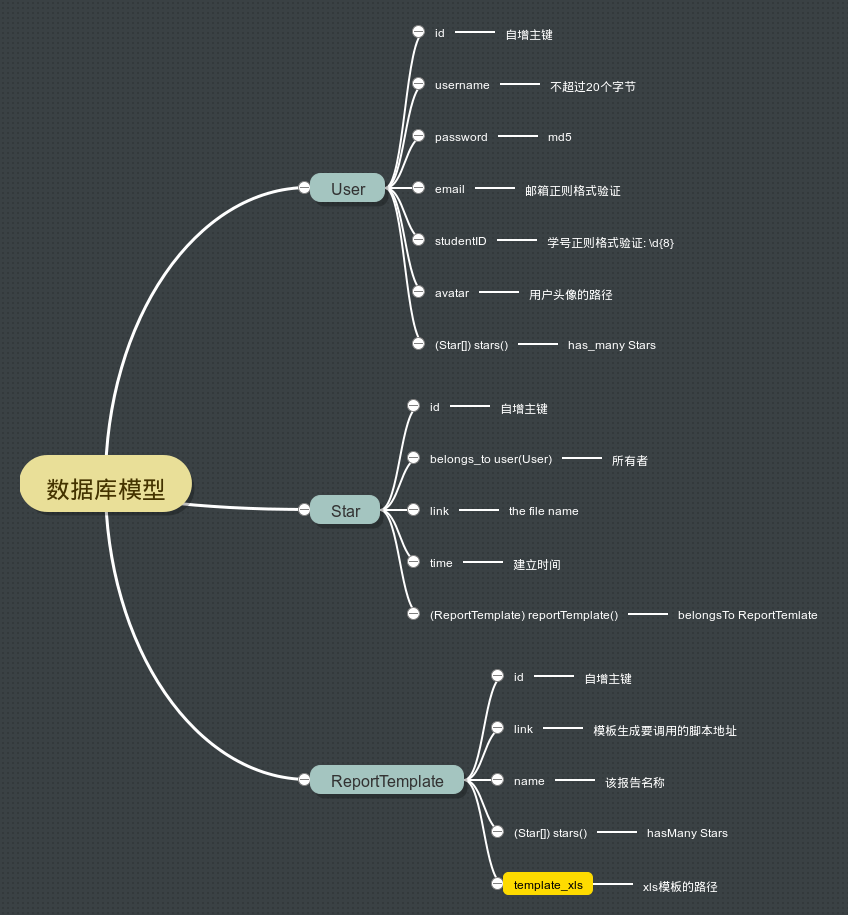 数据库模型
User
id 自增主键
username 不超过20个字节
password md5
email 邮箱正则格式验证
studentID 学号正则格式验证: \d{8}
avatar 用户头像的路径
(Star[]) stars() has_many Stars
Star
id 自增主键
belongs_to user(User) 所有者
link the file name
time 建立时间
(ReportTemplate) reportTemplate() belongsTo ReportTemlate
ReportTemplate
id 自增主键
link 模板生成要调用的脚本地址
name 该报告名称
(Star[]) stars() hasMany Stars
template_xls xls模板的路径